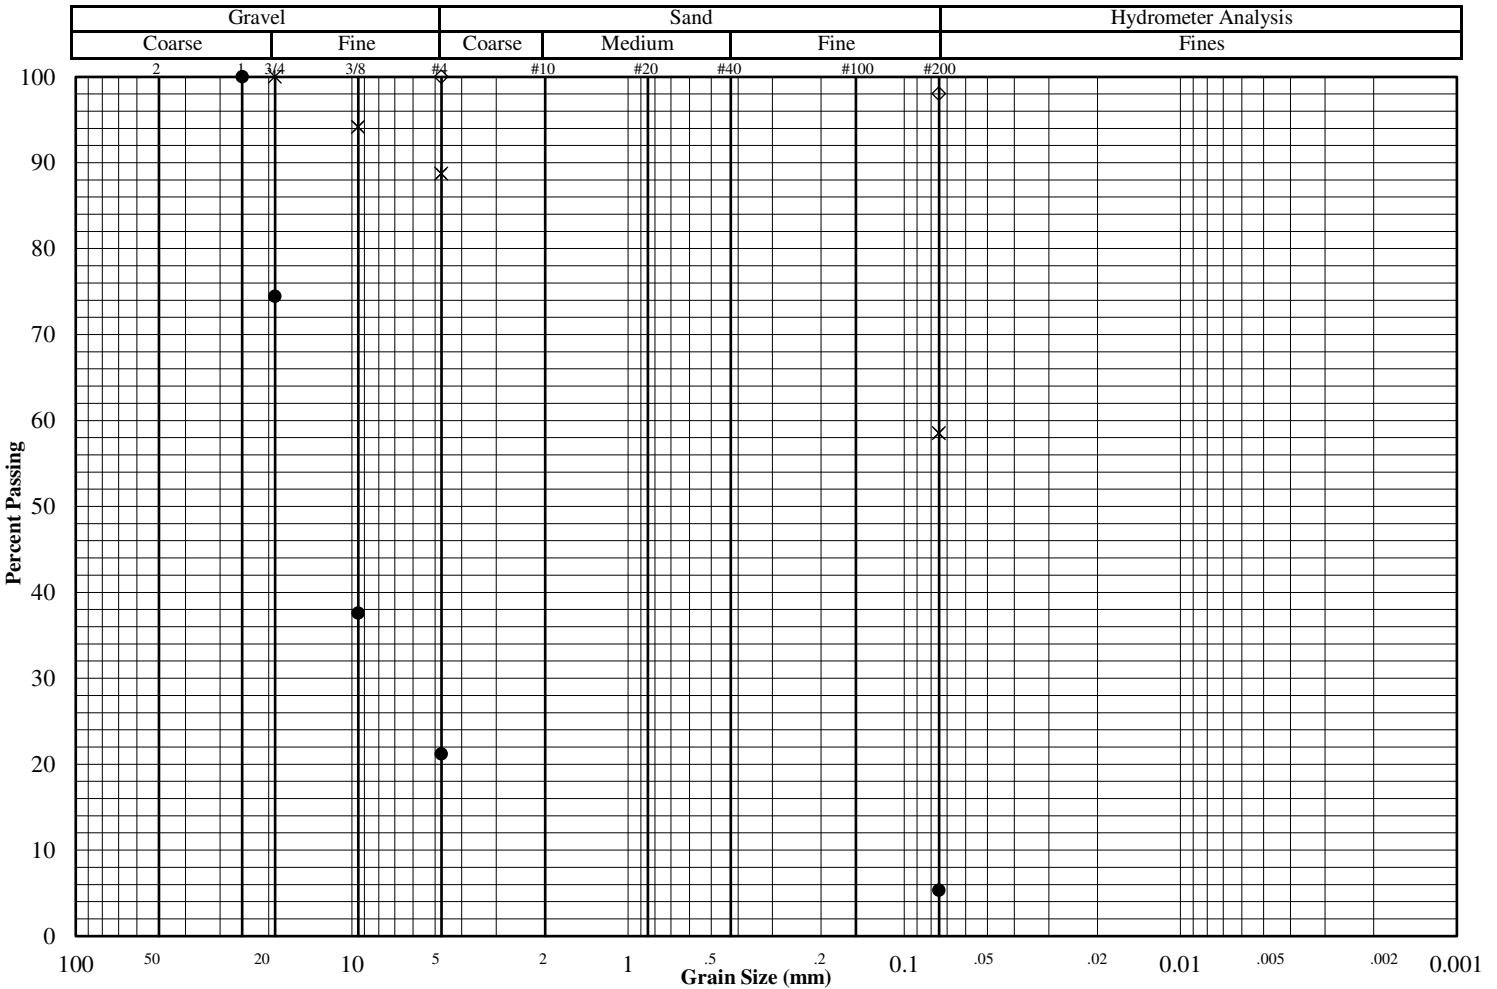 Gravel Sand Hydrometer Analysis
Coarse Fine Coarse Medium Fine Fines
2 1 3/4 3/8 #4 #10 #20 #40 #100 #200
100
90
80
70
60
50
40
30
20
10
0
Percent Passing
100 50 20 10 5 2 1 .5 .2 0.1 .05 .02 0.01 .005 .002 0.001
Grain Size (mm)